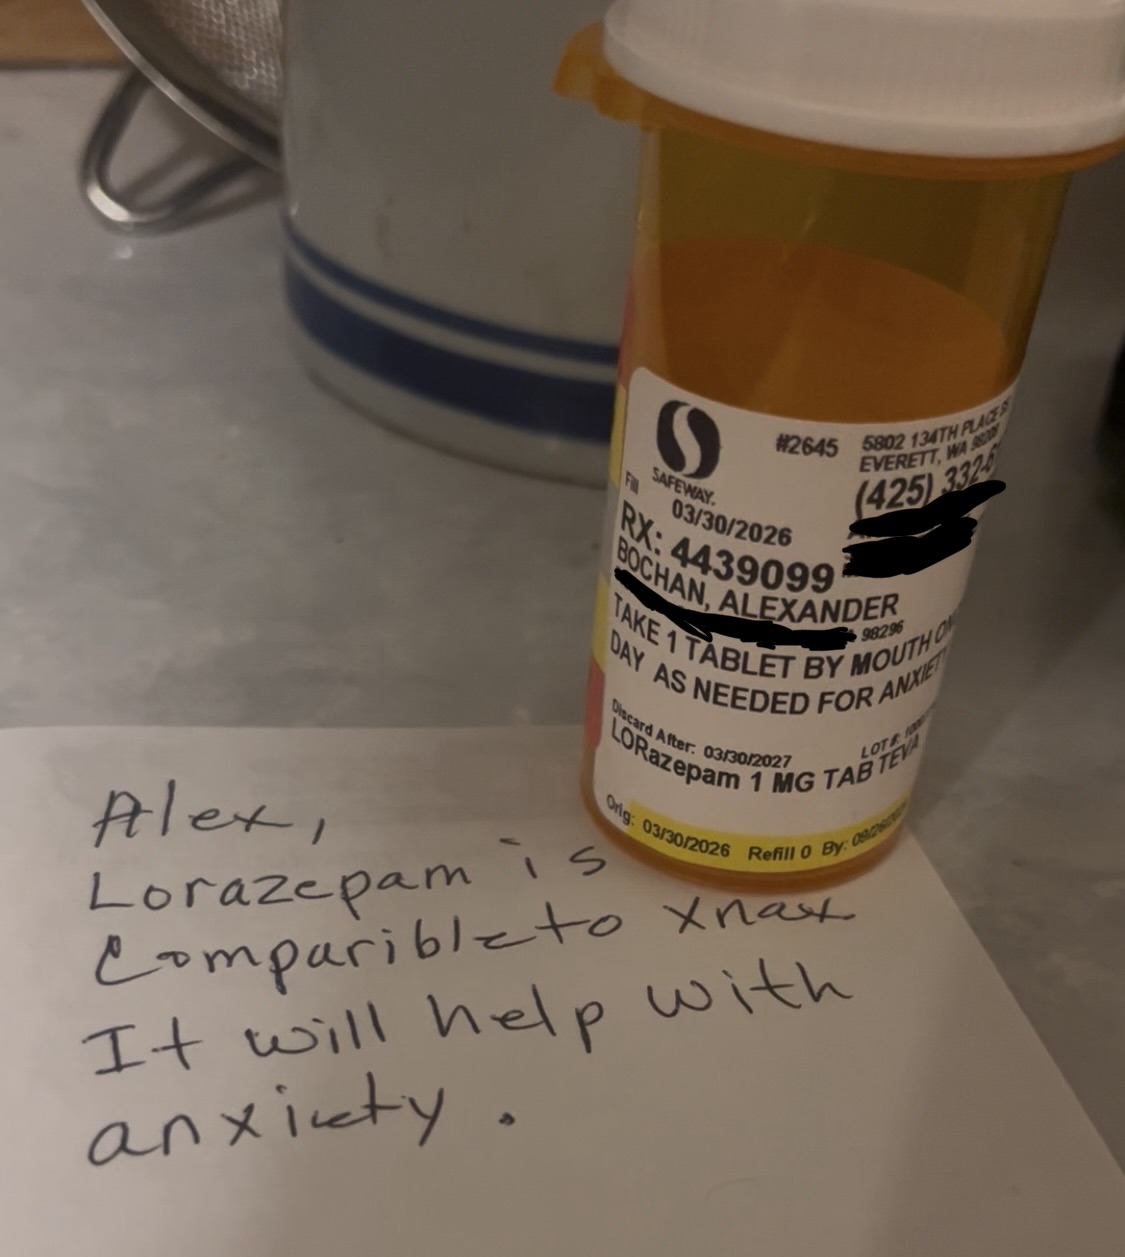 #2645
5802 134TH PLACE
EVERETT, WA
SAFEWAY.
(425) 332-6
Fill
03/30/2026
RX: 4439099
BOCHAN, ALEXANDER
98296
TAKE 1 TABLET BY MOUTH
DAY AS NEEDED FOR
Discard After: 03/30/2027
LOT #:
LORazepam 1 MG TAB TEVA
Orig: 03/30/2026 Refill 0 By:
Alex,
Lorazepam is
Comparible to xnax
It will help with
anxiety.